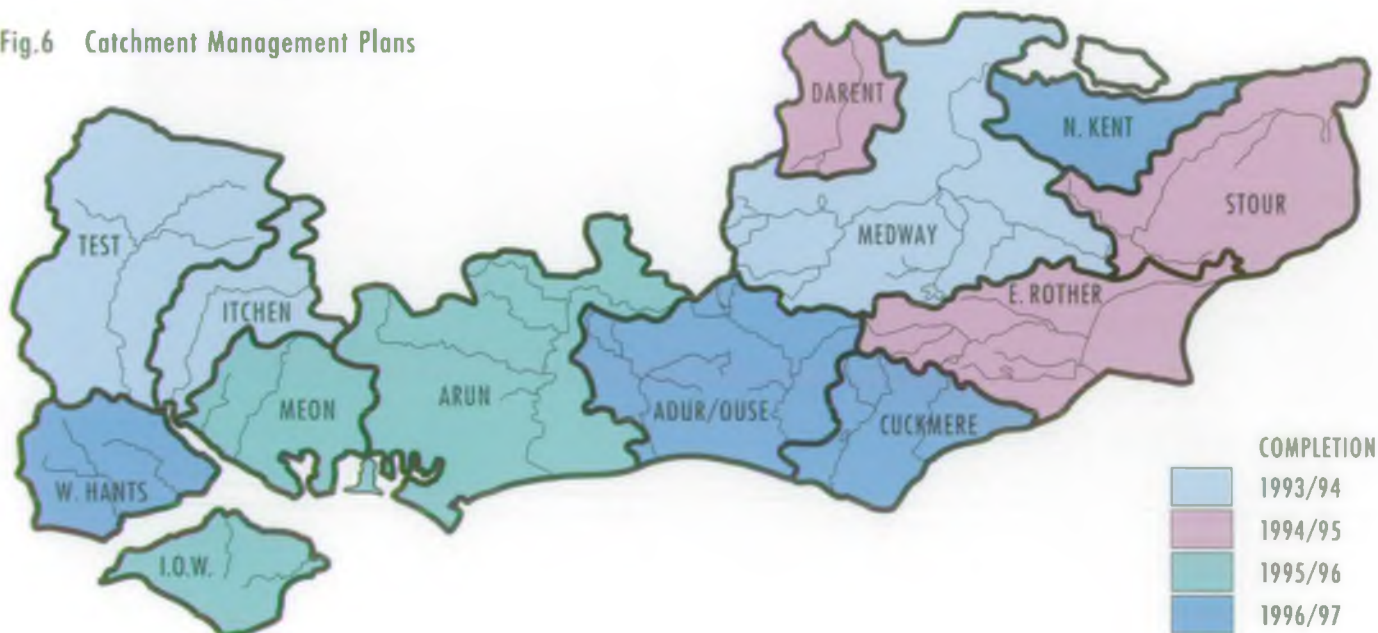 Fig.6 Catchment Management Plans
DARENT
N. KENT
STOUR
TEST
MEDWAY
ITCHEN
E. ROTHER
MEON
ARUN
ADUR/OUSE
CUCKMERE
W. HANTS
I.O.W.
COMPLETION
1993/94
1994/95
1995/96
1996/97